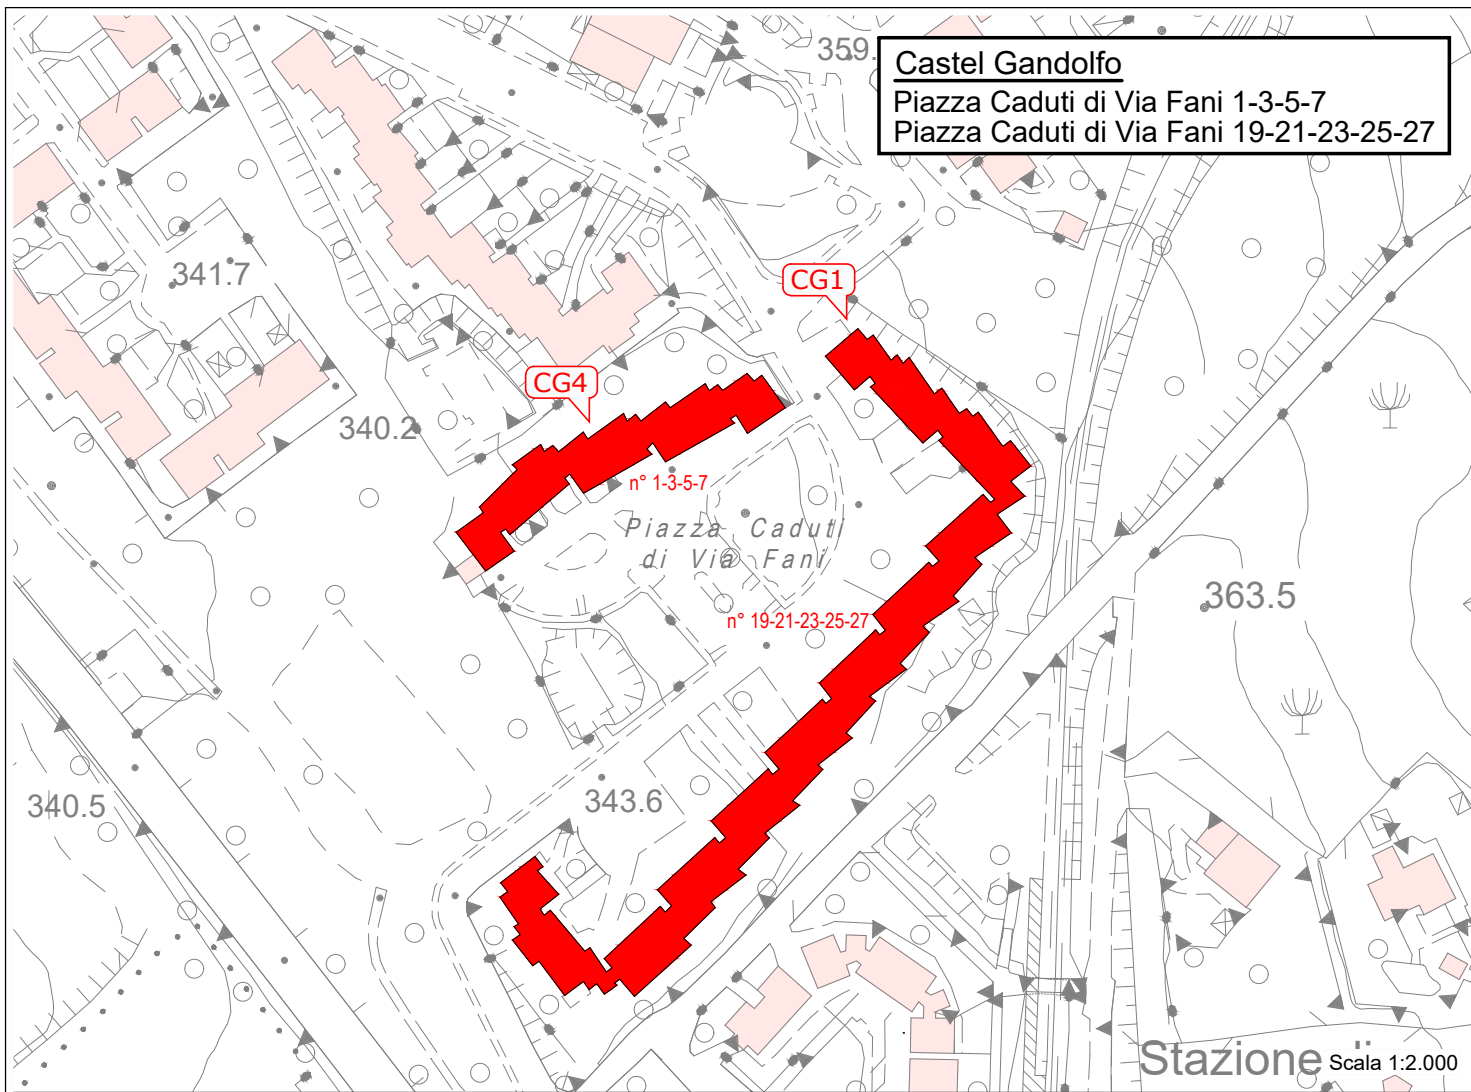 359.
Castel Gandolfo
Piazza Caduti di Via Fani 1-3-5-7
Piazza Caduti di Via Fani 19-21-23-25-27
341.7
CG1
CG4
340.2
n° 1-3-5-7
Piazza Caduti
di Via Fani
363.5
n° 19-21-23-25-27
340.5
343.6
Stazione
Scala 1:2.000